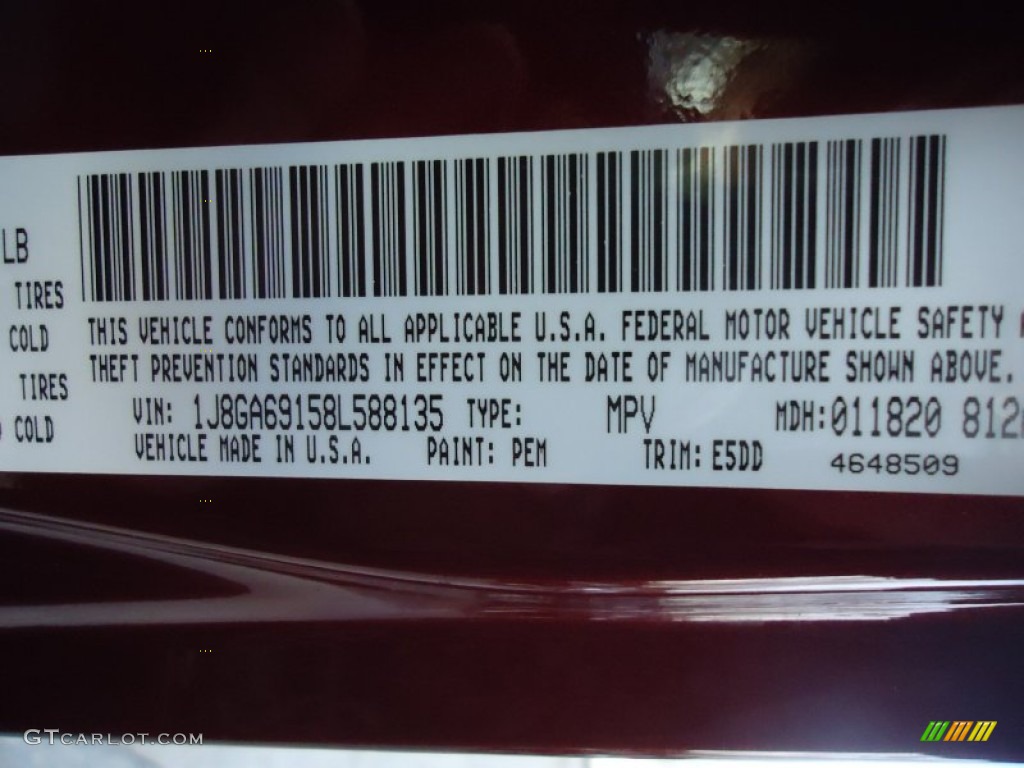 LB
TIRES
COLD
TIRES
COLD
THIS VEHICLE CONFORMS TO ALL APPLICABLE U.S.A. FEDERAL MOTOR VEHICLE SAFETY
THEFT PREVENTION STANDARDS IN EFFECT ON THE DATE OF MANUFACTURE SHOWN ABOVE.
VIN: 1J8GA69158L588135 TYPE: MPV MDH:011820 812
VEHICLE MADE IN U.S.A. PAINT: PEM TRIM: E5DD 4648509
GTCARLOT.COM